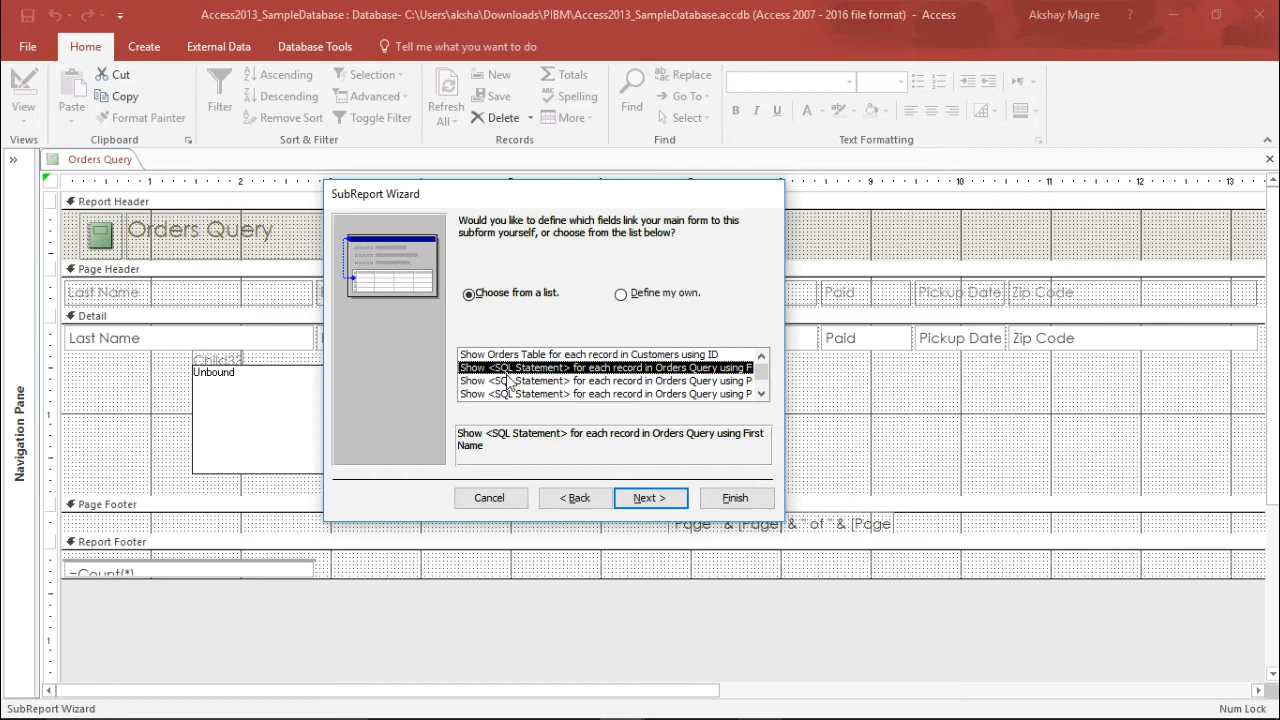 Access2013_SampleDatabase : Database- C:\Users\aksha\Downloads\PIBM\Access2013_SampleDatabase.accdb (Access 2007 - 2016 file format) - Access
Akshay Magre ?
File Home Create External Data Database Tools Tell me what you want to do
View
Views
Paste
Cut
Copy
Format Painter
Clipboard
Filter
Ascending
Descending
Remove Sort
Selection
Advanced
Toggle Filter
Sort & Filter
Refresh
All
New
Save
Delete
Totals
Spelling
More
Records
Find
Replace
Go To
Select
Find
B I U A
Text Formatting
Orders Query
1 2 9 10 11 12 13
Report Header
Orders Query
Page Header
Last Name Paid Pickup Date Zip Code
Detail
Last Name Paid Pickup Date Zip Code
Child33
Unbound
Page Footer
Page " & [Page] & " of " & [Page
Report Footer
=Count(*)
Navigation Pane
SubReport Wizard
Would you like to define which fields link your main form to this
subform yourself, or choose from the list below?
Choose from a list. Define my own.
Show Orders Table for each record in Customers using ID
Show <SQL Statement> for each record in Orders Query using F
Show <SQL Statement> for each record in Orders Query using P
Show <SQL Statement> for each record in Orders Query using P
Show <SQL Statement> for each record in Orders Query using First
Name
Cancel < Back Next > Finish
SubReport Wizard Num Lock